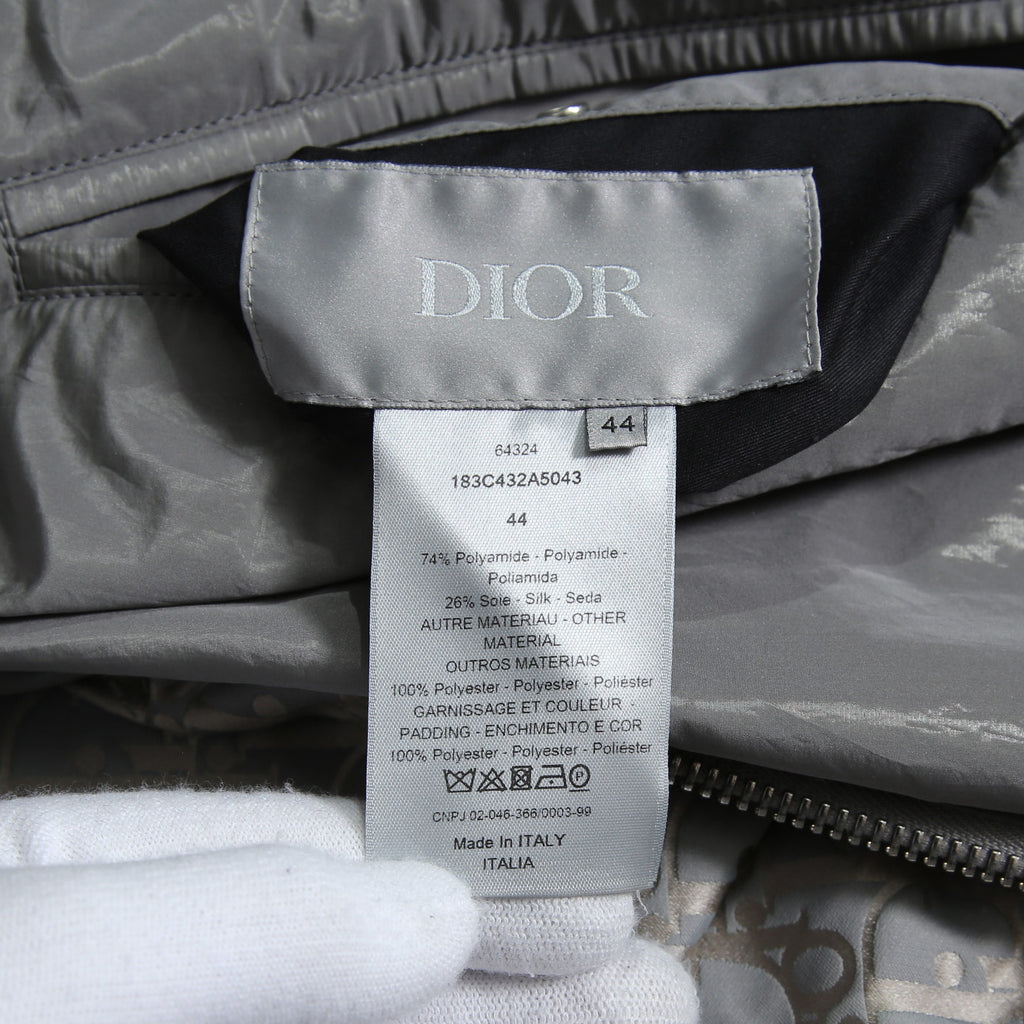 DIOR
44
64324
183C432A5043
44
74% Polyamide - Polyamide -
Poliamida
26% Soie - Silk - Seda
AUTRE MATERIAU - OTHER
MATERIAL
OUTROS MATERIAIS
100% Polyester - Polyester - Poliéster
GARNISSAGE ET COULEUR -
PADDING - ENCHIMENTO E COR
100% Polyester - Polyester - Poliéster
P
CNPJ 02-046-366/0003-99
Made In ITALY
ITALIA